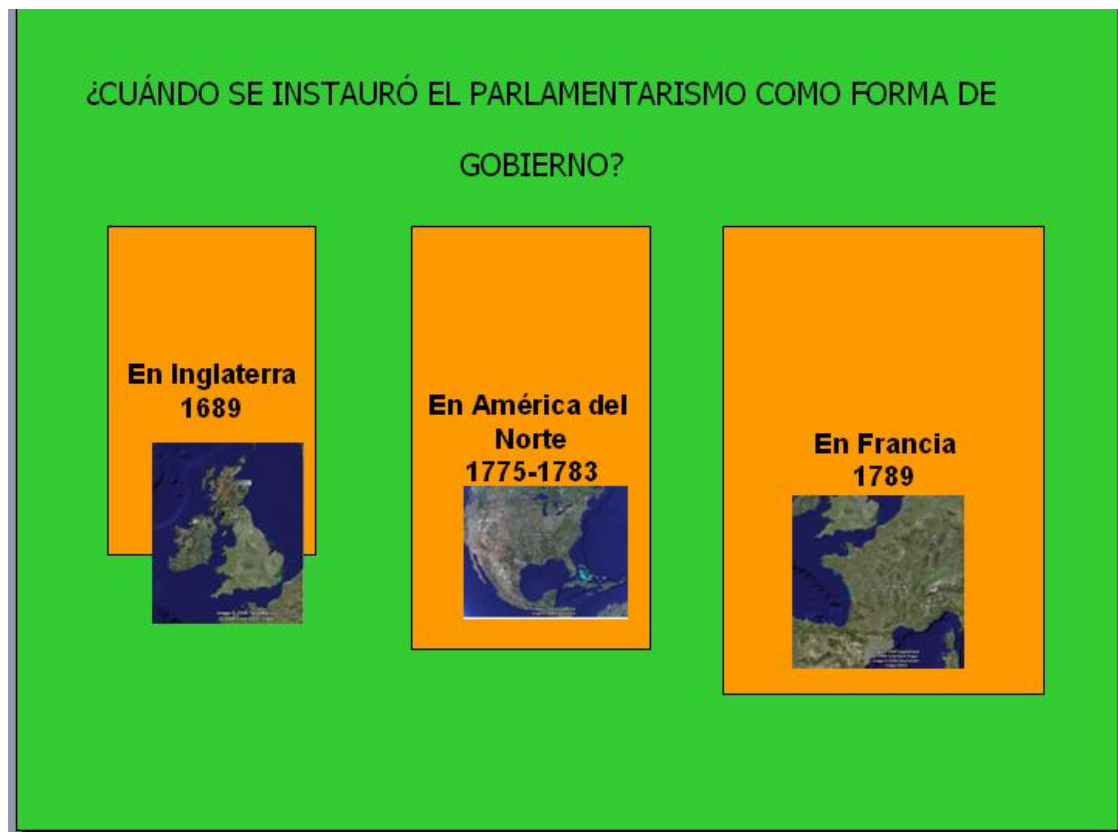 ¿CUÁNDO SE INSTAURÓ EL PARLAMENTARISMO COMO FORMA DE
GOBIERNO?
En Inglaterra
1689
En América del
Norte
1775-1783
En Francia
1789